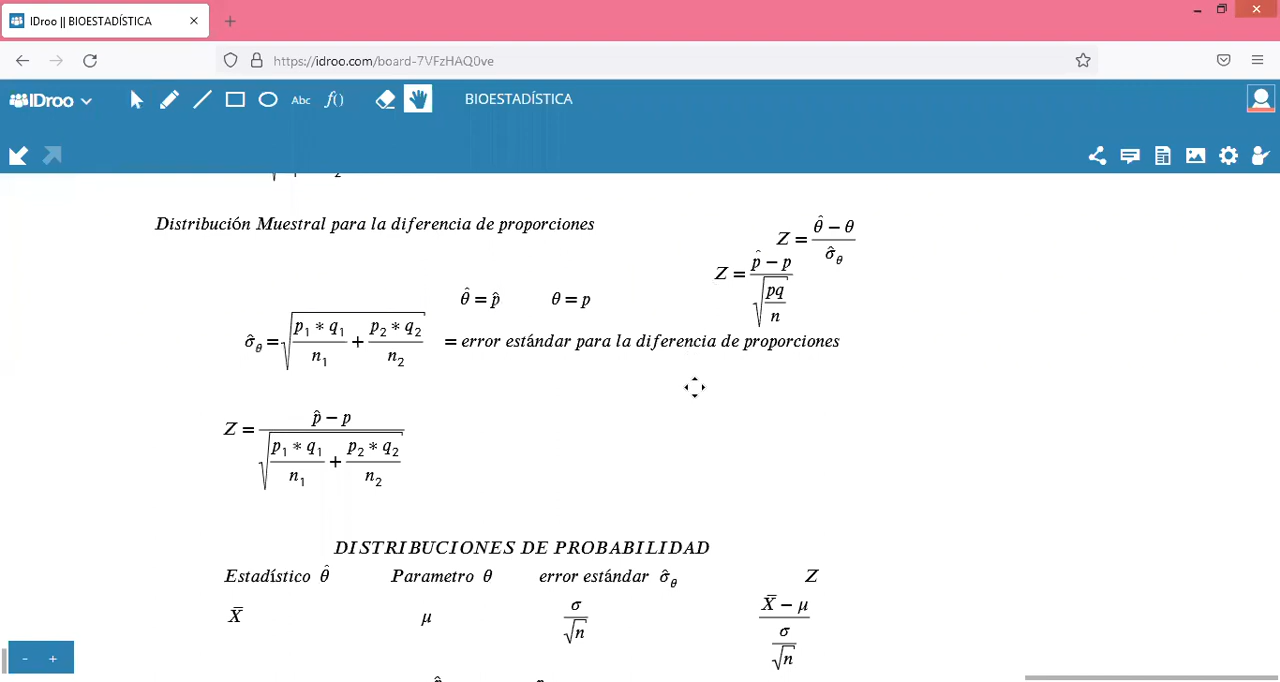 IDroo || BIOESTADÍSTICA
https://idroo.com/board-7VFzHAQ0ve
IDroo
Abc
f()
BIOESTADÍSTICA
Distribución Muestral para la diferencia de proporciones
Z = (θ̂ − θ) / σ̂_θ
Z = (p̂ − p) / √(pq / n)
θ̂ = p̂ θ = p
σ̂_θ = √(p₁ * q₁ / n₁ + p₂ * q₂ / n₂) = error estándar para la diferencia de proporciones
Z = (p̂ − p) / √(p₁ * q₁ / n₁ + p₂ * q₂ / n₂)
DISTRIBUCIONES DE PROBABILIDAD
Estadístico θ̂ Parametro θ error estándar σ̂_θ Z
X̿ μ σ / √n (X̿ − μ) / (σ / √n)
- +